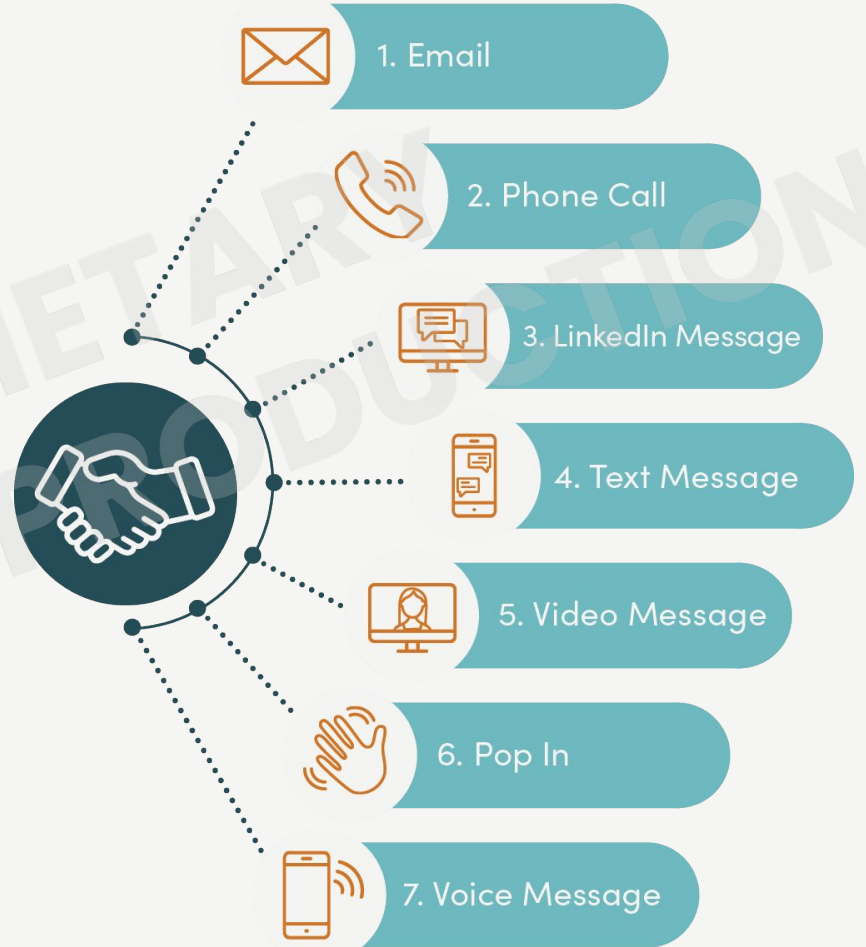 1. Email
2. Phone Call
3. LinkedIn Message
4. Text Message
5. Video Message
6. Pop In
7. Voice Message
PRODUCTION